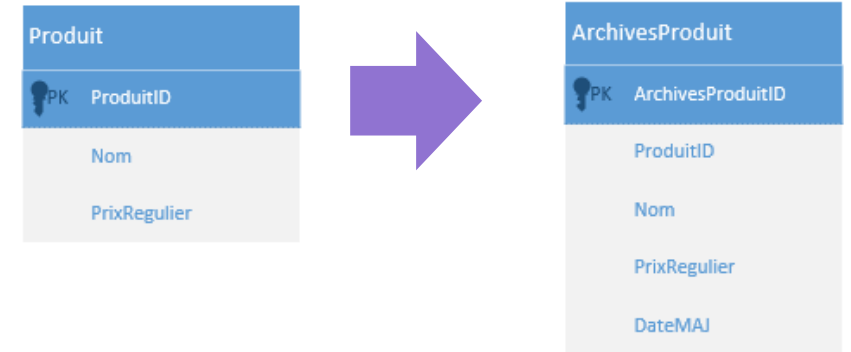 Produit
PK ProduitID
Nom
PrixRegulier
ArchivesProduit
PK ArchivesProduitID
ProduitID
Nom
PrixRegulier
DateMAJ